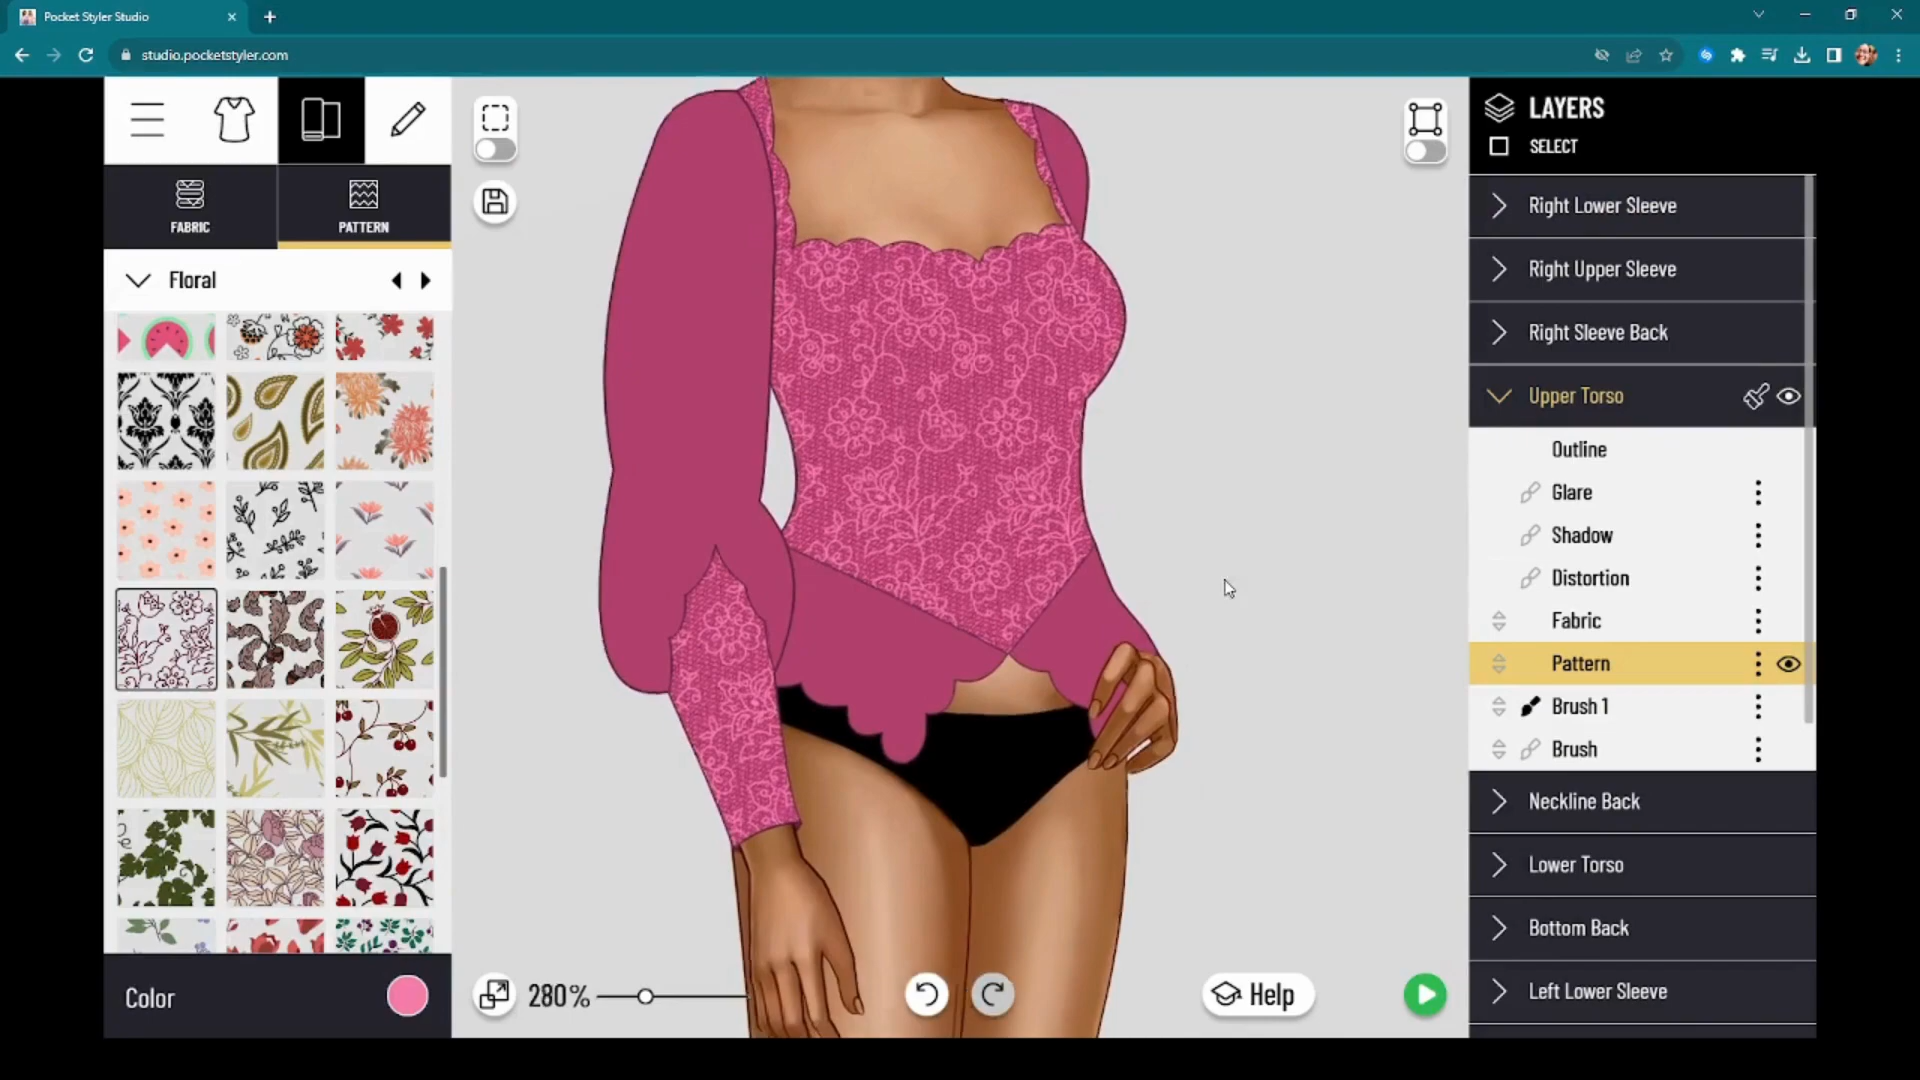 Pocket Styler Studio
studio.pocketstyler.com
FABRIC
PATTERN
Floral
Color
280%
Help
LAYERS
SELECT
Right Lower Sleeve
Right Upper Sleeve
Right Sleeve Back
Upper Torso
Outline
Glare
Shadow
Distortion
Fabric
Pattern
Brush 1
Brush
Neckline Back
Lower Torso
Bottom Back
Left Lower Sleeve